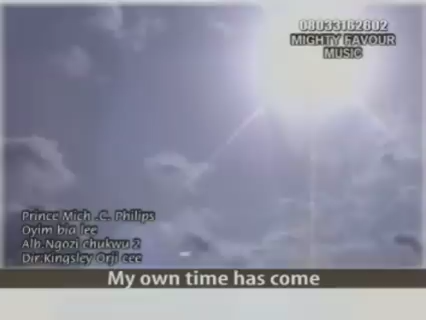 08033162602
MIGHTY FAVOUR
MUSIC
Prince Mich .C. Philips
Oyim bia lee
Alb.Ngozi chukwu 2
Dir.Kingsley Orji cee
My own time has come